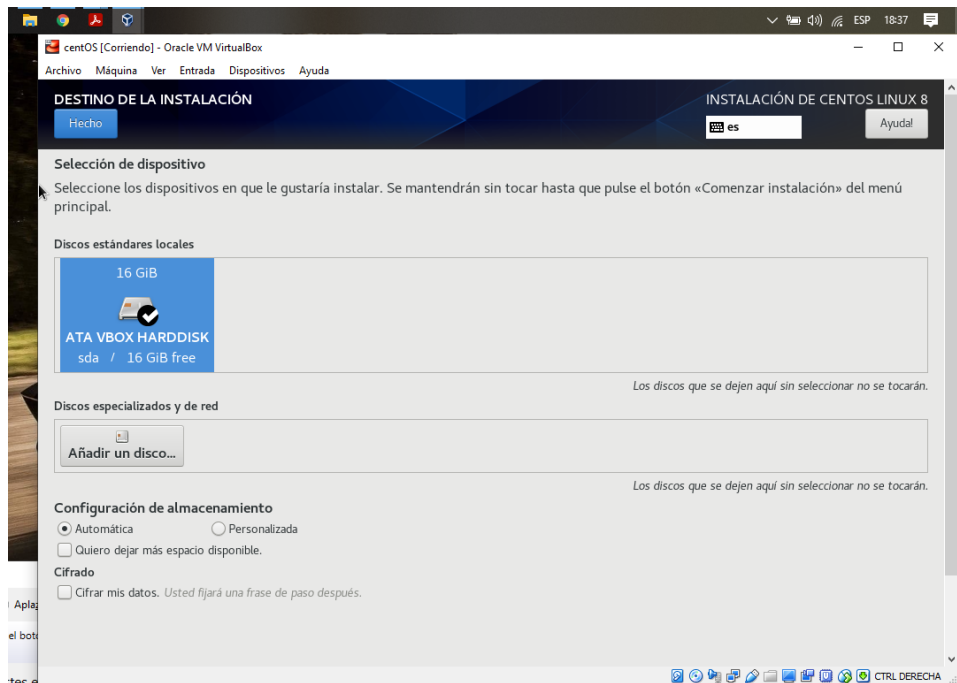 ESP 18:37
centOS [Corriendo] - Oracle VM VirtualBox
Archivo Máquina Ver Entrada Dispositivos Ayuda
DESTINO DE LA INSTALACIÓN
INSTALACIÓN DE CENTOS LINUX 8
Hecho
es
Ayuda!
Selección de dispositivo
Seleccione los dispositivos en que le gustaría instalar. Se mantendrán sin tocar hasta que pulse el botón «Comenzar instalación» del menú
principal.
Discos estándares locales
16 GiB
ATA VBOX HARDDISK
sda / 16 GiB free
Los discos que se dejen aquí sin seleccionar no se tocarán.
Discos especializados y de red
Añadir un disco...
Los discos que se dejen aquí sin seleccionar no se tocarán.
Configuración de almacenamiento
Automática Personalizada
Quiero dejar más espacio disponible.
Cifrado
Cifrar mis datos. Usted fijará una frase de paso después.
el
CTRL DERECHA